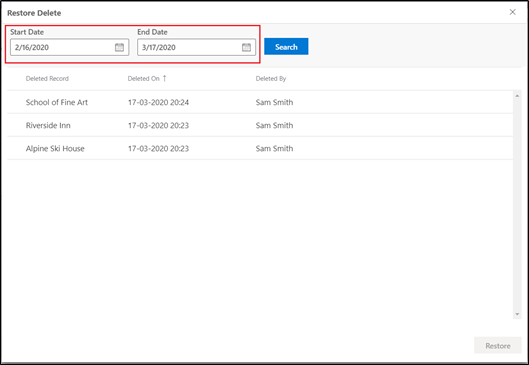 Restore Delete
Start Date End Date
2/16/2020 3/17/2020 Search
Deleted Record Deleted On ↑ Deleted By
School of Fine Art 17-03-2020 20:24 Sam Smith
Riverside Inn 17-03-2020 20:23 Sam Smith
Alpine Ski House 17-03-2020 20:23 Sam Smith
Restore